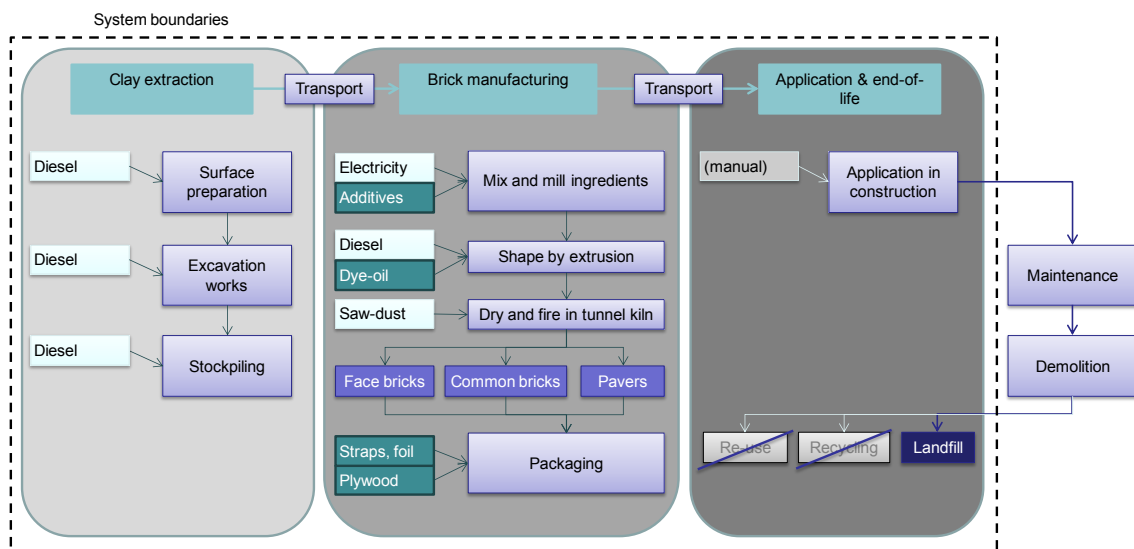 System boundaries
Clay extraction
Transport
Brick manufacturing
Transport
Application & end-of-
life
Diesel
Surface
preparation
Diesel
Excavation
works
Diesel
Stockpiling
Electricity
Additives
Mix and mill ingredients
Diesel
Dye-oil
Shape by extrusion
Saw-dust
Dry and fire in tunnel kiln
Face bricks
Common bricks
Pavers
Straps, foil
Plywood
Packaging
(manual)
Application in
construction
Maintenance
Demolition
Re-use
Recycling
Landfill